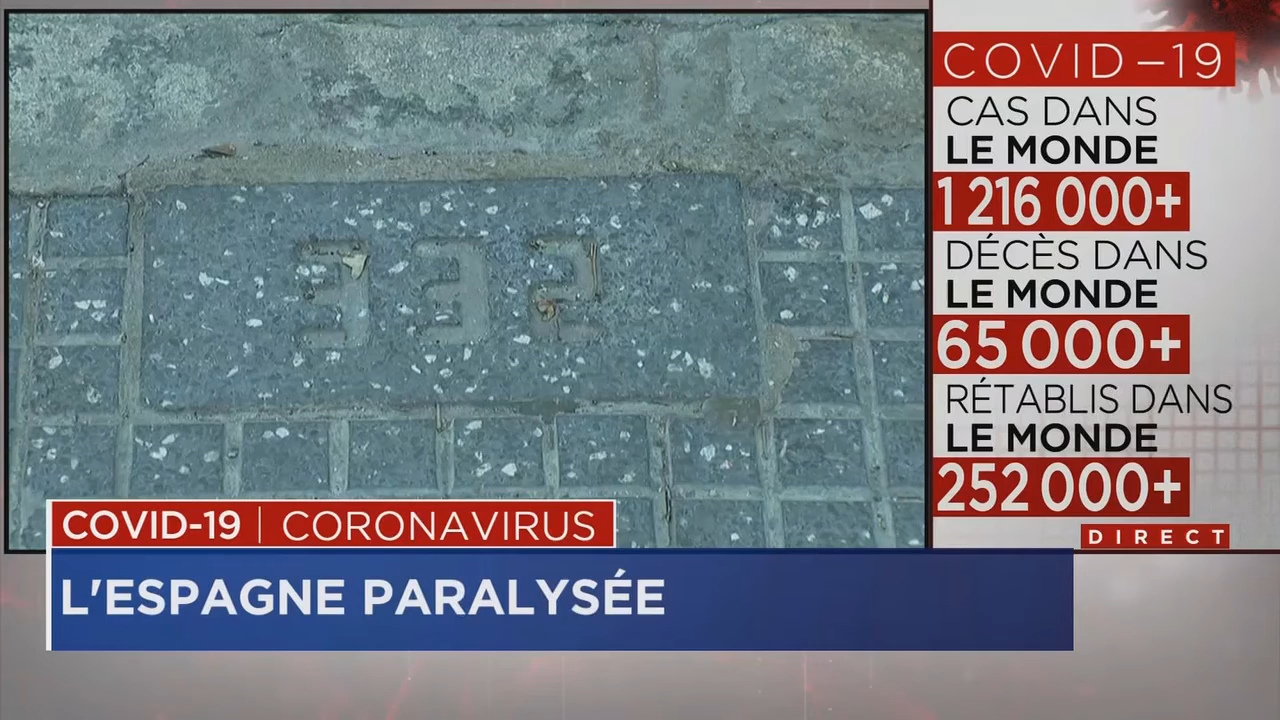 332
COVID-19 | CORONAVIRUS
L'ESPAGNE PARALYSÉE
COVID–19
CAS DANS
LE MONDE
1 216 000+
DÉCÈS DANS
LE MONDE
65 000+
RÉTABLIS DANS
LE MONDE
252 000+
DIRECT